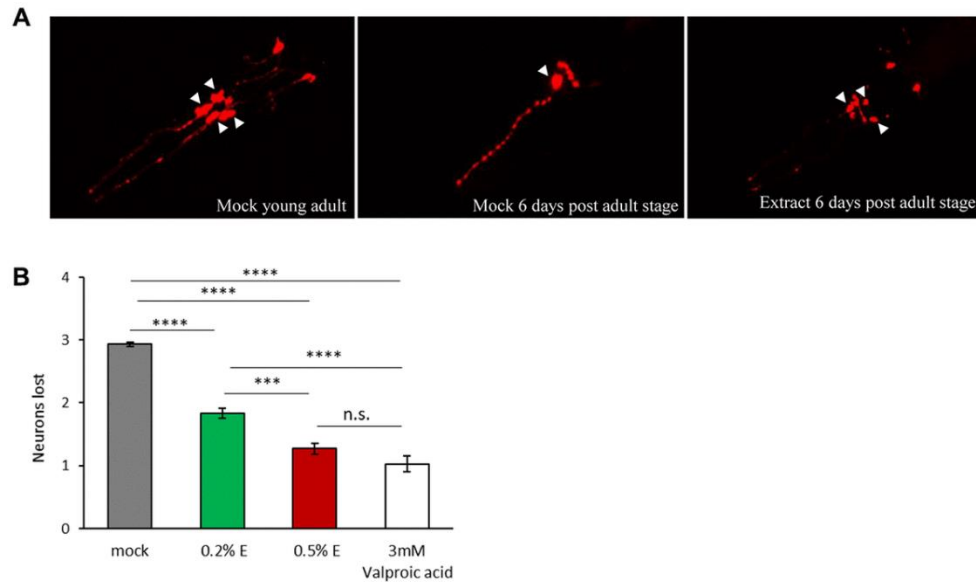 A
Mock young adult
Mock 6 days post adult stage
Extract 6 days post adult stage
B
Neurons lost
4
3
2
1
0
****
****
****
****
***
n.s.
mock
0.2% E
0.5% E
3mM
Valproic acid